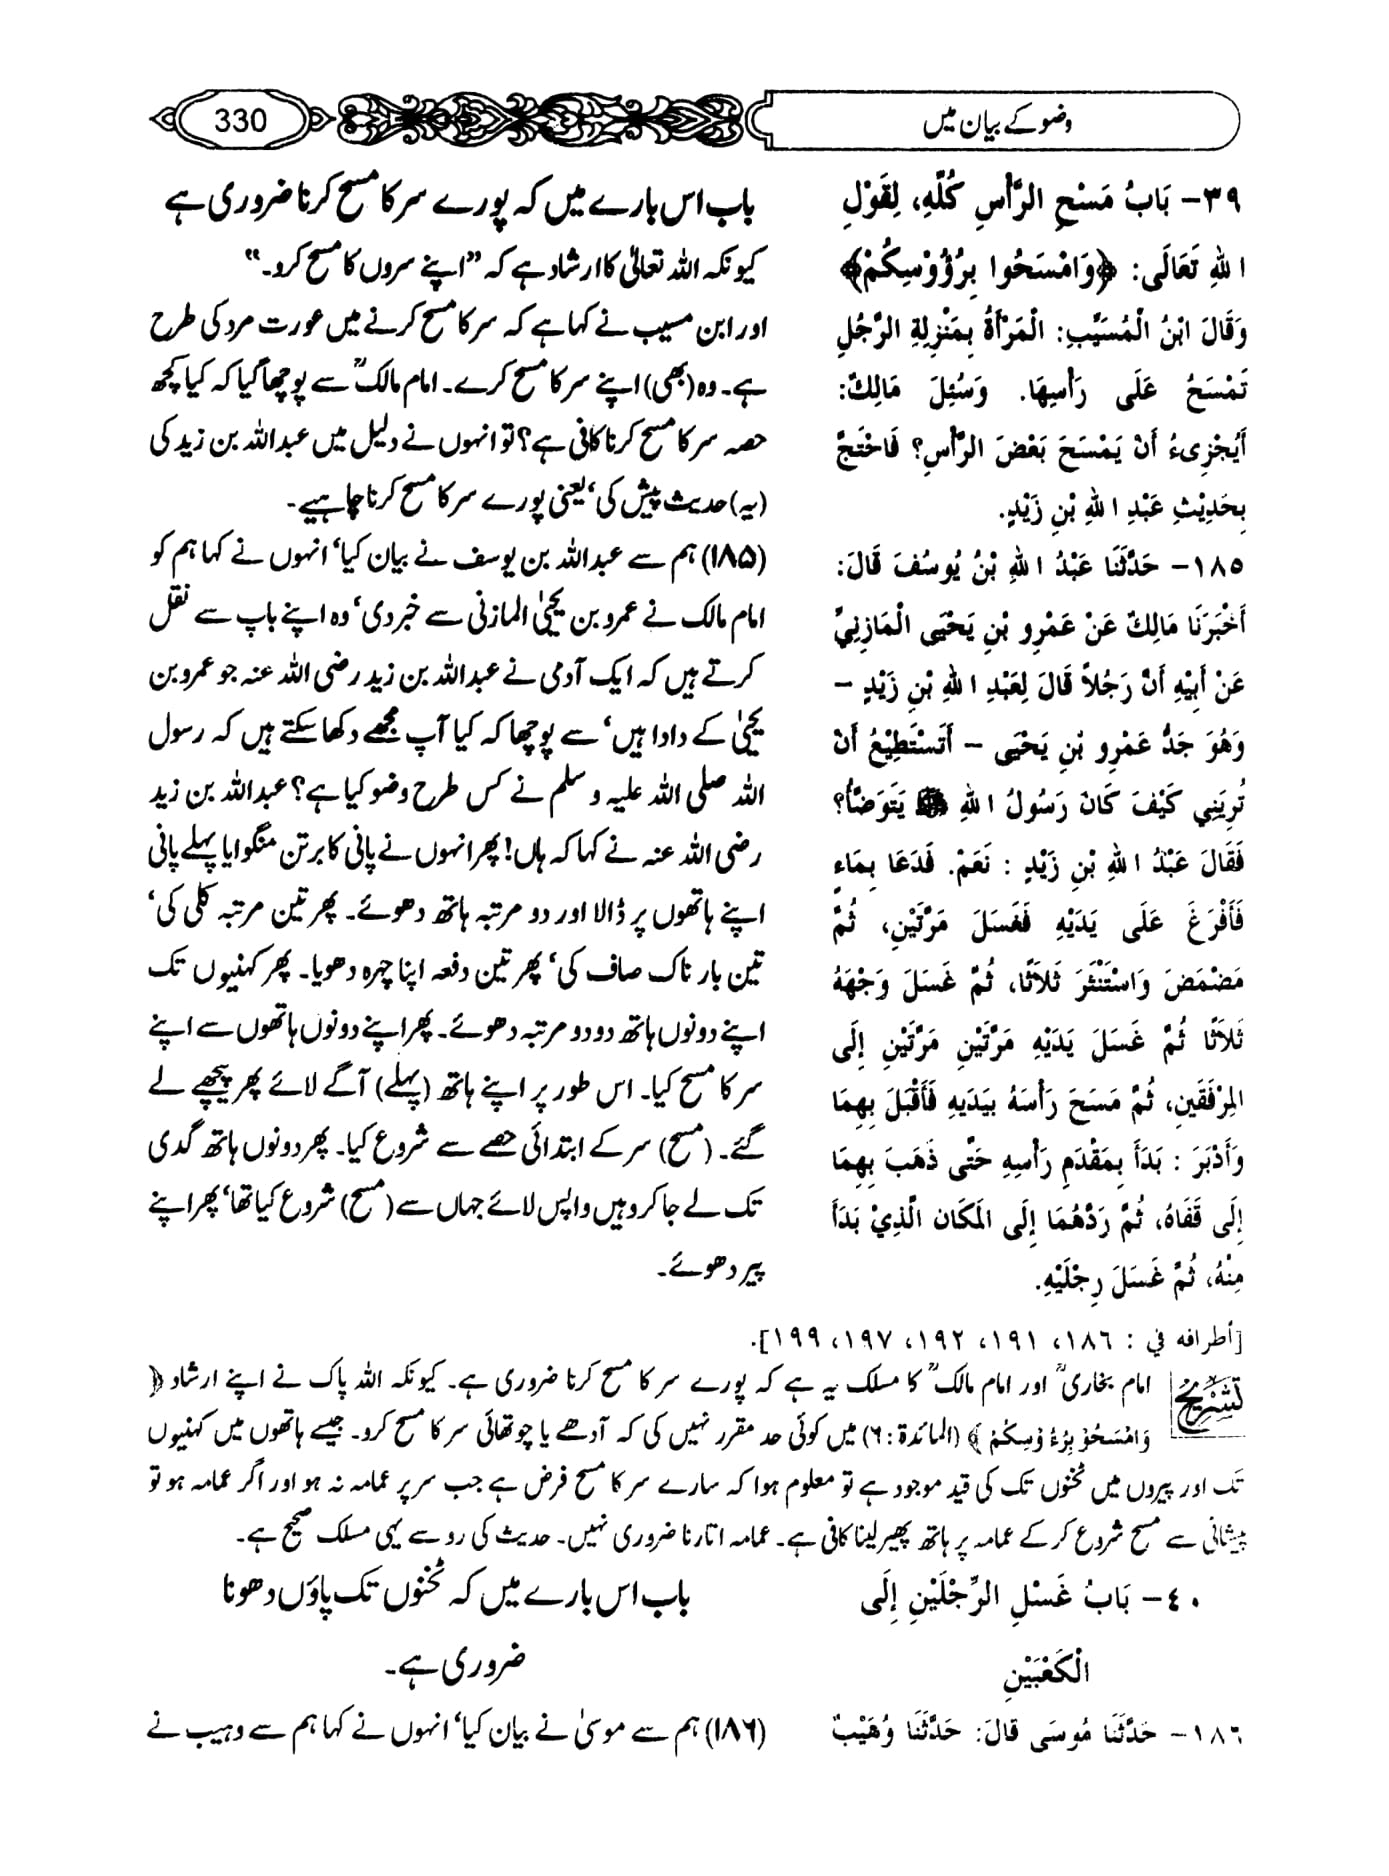 330
وضو کے بیان میں
٣٩- بَابُ مَسْحِ الرَّأْسِ كُلِّهِ، لِقَوْلِ
اللهِ تَعَالَى: ﴿وَامْسَحُوا بِرُؤُوْسِكُمْ﴾
وَقَالَ ابْنُ الْمُسَيَّبِ: الْمَرْأَةُ بِمَنْزِلَةِ الرَّجُلِ
تَمْسَحُ عَلَى رَأْسِهَا. وَسُئِلَ مَالِكٌ:
أَيُجْزِىءُ أَنْ يَمْسَحَ بَعْضَ الرَّأْسِ؟ فَاحْتَجَّ
بِحَدِيْثِ عَبْدِ اللهِ بْنِ زَيْدٍ.
١٨٥- حَدَّثَنَا عَبْدُ اللهِ بْنُ يُوسُفَ قَالَ:
أَخْبَرَنَا مَالِكٌ عَنْ عَمْرِو بْنِ يَحْيَى الْمَازِنِيِّ
عَنْ أَبِيْهِ أَنَّ رَجُلاً قَالَ لِعَبْدِ اللهِ بْنِ زَيْدٍ –
وَهُوَ جَدُّ عَمْرِو بْنِ يَحْيَى – أَتَسْتَطِيْعُ أَنْ
تُرِيَنِي كَيْفَ كَانَ رَسُولُ اللهِ ﷺ يَتَوَضَّأُ؟
فَقَالَ عَبْدُ اللهِ بْنِ زَيْدٍ : نَعَمْ. فَدَعَا بِمَاءٍ
فَأَفْرَغَ عَلَى يَدَيْهِ فَغَسَلَ مَرَّتَيْنِ، ثُمَّ
مَضْمَضَ وَاسْتَنْثَرَ ثَلاَثًا، ثُمَّ غَسَلَ وَجْهَهُ
ثَلاَثًا ثُمَّ غَسَلَ يَدَيْهِ مَرَّتَيْنِ مَرَّتَيْنِ إِلَى
المِرْفَقَينِ، ثُمَّ مَسَحَ رَأْسَهُ بِيَدَيهِ فَأَقْبَلَ بِهِمَا
وَأَدْبَرَ : بَدَأَ بِمَقْدَمِ رَأْسِهِ حَتَّى ذَهَبَ بِهِمَا
إِلَى قَفَاهُ، ثُمَّ رَدَّهُمَا إِلَى الْمَكَانِ الَّذِيْ بَدَأَ
مِنْهُ، ثُمَّ غَسَلَ رِجْلَيْهِ.
[أطرافه في : ١٨٦، ١٩١، ١٩٢، ١٩٧، ١٩٩].
باب اس بارے میں کہ پورے سر کا مسح کرنا ضروری ہے
کیونکہ اللہ تعالیٰ کا ارشاد ہے کہ ”اپنے سروں کا مسح کرو۔“
اور ابن مسیب نے کہا ہے کہ سر کا مسح کرنے میں عورت مرد کی طرح
ہے۔ وہ (بھی) اپنے سر کا مسح کرے۔ امام مالکؒ سے پوچھا گیا کہ کیا کچھ
حصہ سر کا مسح کرنا کافی ہے؟ تو انہوں نے دلیل میں عبداللہ بن زید کی
(یہ) حدیث پیش کی‘ یعنی پورے سر کا مسح کرنا چاہیے۔
(۱۸۵) ہم سے عبداللہ بن یوسف نے بیان کیا‘ انہوں نے کہا ہم کو
امام مالک نے عمرو بن یحییٰ المازنی سے خبر دی‘ وہ اپنے باپ سے نقل
کرتے ہیں کہ ایک آدمی نے عبداللہ بن زید رضی اللہ عنہ جو عمرو بن
یحییٰ کے دادا ہیں‘ سے پوچھا کہ کیا آپ مجھے دکھا سکتے ہیں کہ رسول
اللہ صلی اللہ علیہ و سلم نے کس طرح وضو کیا ہے؟ عبداللہ بن زید
رضی اللہ عنہ نے کہا کہ ہاں! پھر انہوں نے پانی کا برتن منگوایا پہلے پانی
اپنے ہاتھوں پر ڈالا اور دو مرتبہ ہاتھ دھوئے۔ پھر تین مرتبہ کلی کی‘
تین بار ناک صاف کی‘ پھر تین دفعہ اپنا چہرہ دھویا۔ پھر کہنیوں تک
اپنے دونوں ہاتھ دو دو مرتبہ دھوئے۔ پھر اپنے دونوں ہاتھوں سے اپنے
سر کا مسح کیا۔ اس طور پر اپنے ہاتھ (پہلے) آگے لائے پھر پیچھے لے
گئے۔ (مسح) سر کے ابتدائی حصے سے شروع کیا۔ پھر دونوں ہاتھ گدی
تک لے جا کر وہیں واپس لائے جہاں سے (مسح) شروع کیا تھا‘ پھر اپنے
پیر دھوئے۔
تشریح امام بخاریؒ اور امام مالکؒ کا مسلک یہ ہے کہ پورے سر کا مسح کرنا ضروری ہے۔ کیونکہ اللہ پاک نے اپنے ارشاد ﴿
وَامْسَحُوْ بِرُءُوْسِكُمْ ﴾ (المائدۃ : ۶) میں کوئی حد مقرر نہیں کی کہ آدھے یا چوتھائی سر کا مسح کرو۔ جیسے ہاتھوں میں کہنیوں
تک اور پیروں میں ٹخنوں تک کی قید موجود ہے تو معلوم ہوا کہ سارے سر کا مسح فرض ہے جب سر پر عمامہ نہ ہو اور اگر عمامہ ہو تو
پیشانی سے مسح شروع کر کے عمامہ پر ہاتھ پھیر لینا کافی ہے۔ عمامہ اتارنا ضروری نہیں۔ حدیث کی رو سے یہی مسلک صحیح ہے۔
٤٠- بَابُ غَسْلِ الرِّجْلَيْنِ إِلَى
الْكَعْبَيْنِ
١٨٦- حَدَّثَنَا مُوسَى قَالَ: حَدَّثَنَا وُهَيْبٌ
باب اس بارے میں کہ ٹخنوں تک پاؤں دھونا
ضروری ہے۔
(۱۸۶) ہم سے موسیٰ نے بیان کیا‘ انہوں نے کہا ہم سے وہیب نے